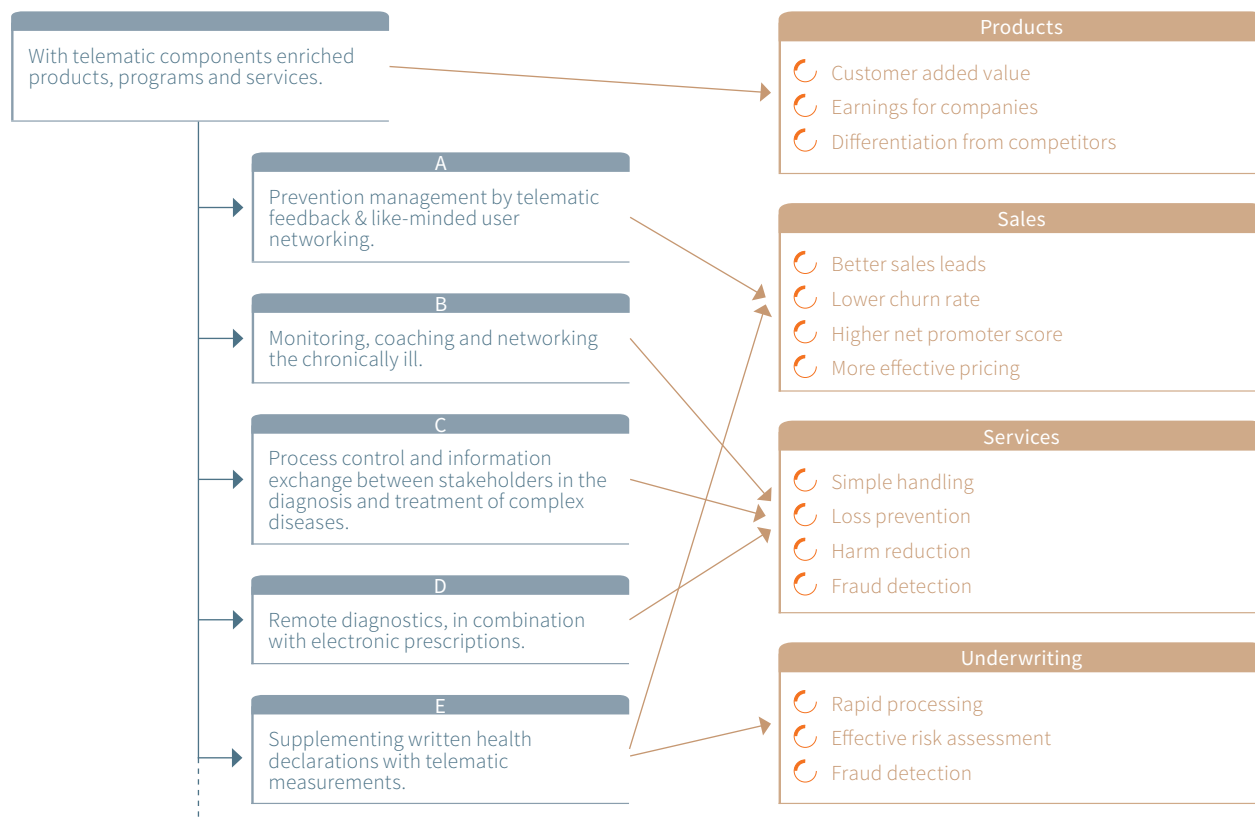 With telematic components enriched
products, programs and services.
A
Prevention management by telematic
feedback & like-minded user
networking.
B
Monitoring, coaching and networking
the chronically ill.
C
Process control and information
exchange between stakeholders in the
diagnosis and treatment of complex
diseases.
D
Remote diagnostics, in combination
with electronic prescriptions.
E
Supplementing written health
declarations with telematic
measurements.
Products
Customer added value
Earnings for companies
Differentiation from competitors
Sales
Better sales leads
Lower churn rate
Higher net promoter score
More effective pricing
Services
Simple handling
Loss prevention
Harm reduction
Fraud detection
Underwriting
Rapid processing
Effective risk assessment
Fraud detection